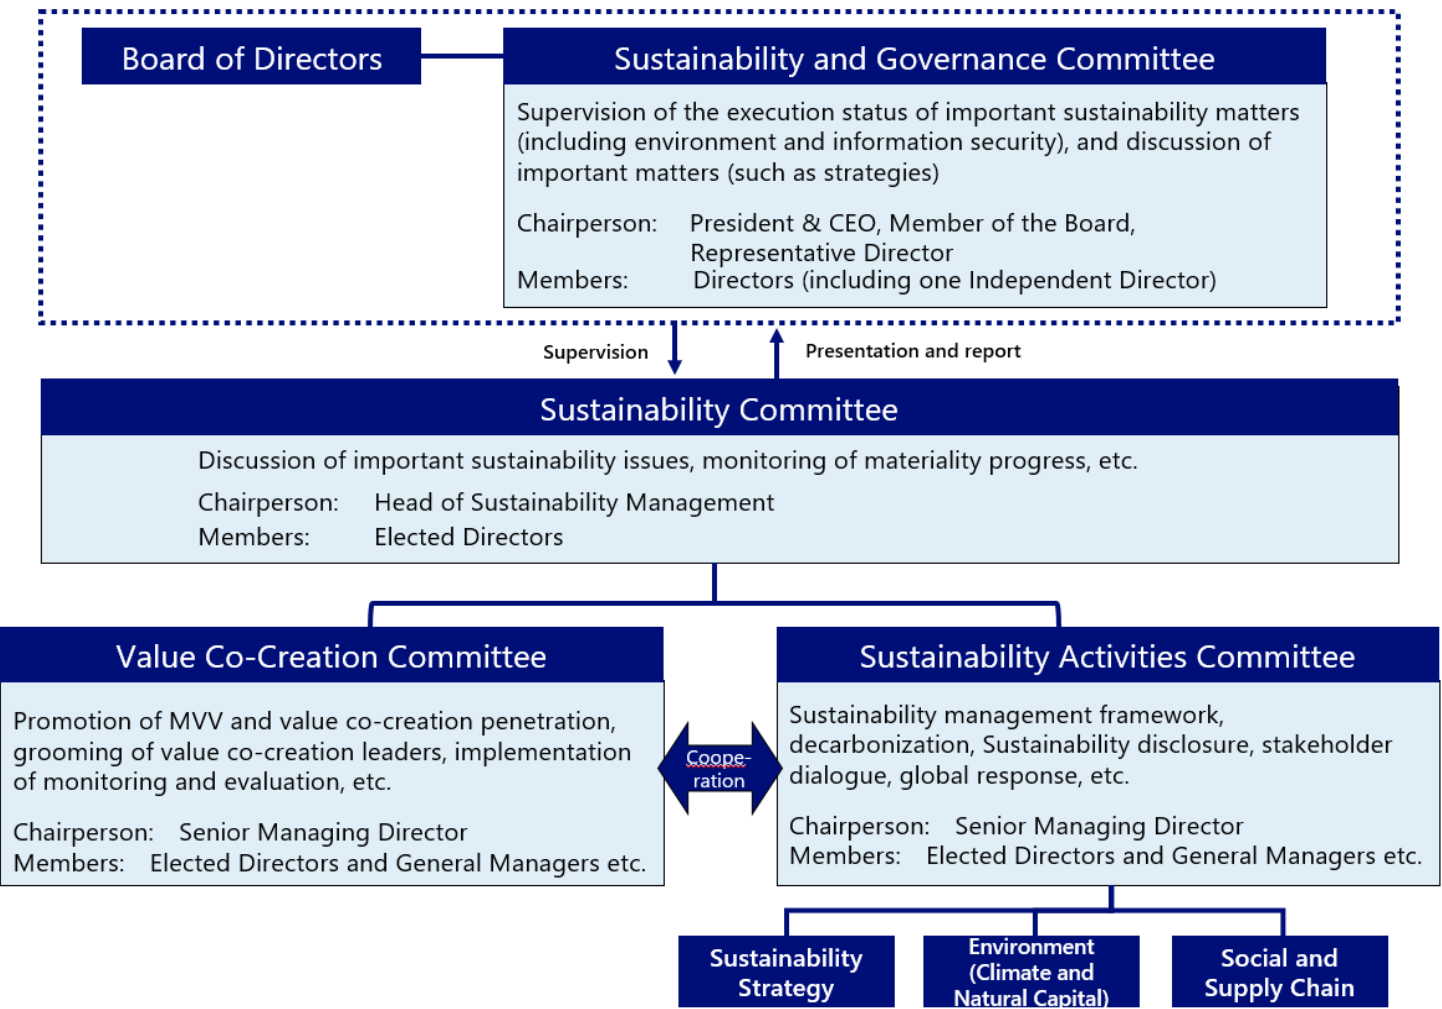 Board of Directors
Sustainability and Governance Committee
Supervision of the execution status of important sustainability matters
(including environment and information security), and discussion of
important matters (such as strategies)
Chairperson: President & CEO, Member of the Board,
Representative Director
Members: Directors (including one Independent Director)
Supervision
Presentation and report
Sustainability Committee
Discussion of important sustainability issues, monitoring of materiality progress, etc.
Chairperson: Head of Sustainability Management
Members: Elected Directors
Value Co-Creation Committee
Promotion of MVV and value co-creation penetration,
grooming of value co-creation leaders, implementation
of monitoring and evaluation, etc.
Chairperson: Senior Managing Director
Members: Elected Directors and General Managers etc.
Coope-
ration
Sustainability Activities Committee
Sustainability management framework,
decarbonization, Sustainability disclosure, stakeholder
dialogue, global response, etc.
Chairperson: Senior Managing Director
Members: Elected Directors and General Managers etc.
Sustainability
Strategy
Environment
(Climate and
Natural Capital)
Social and
Supply Chain